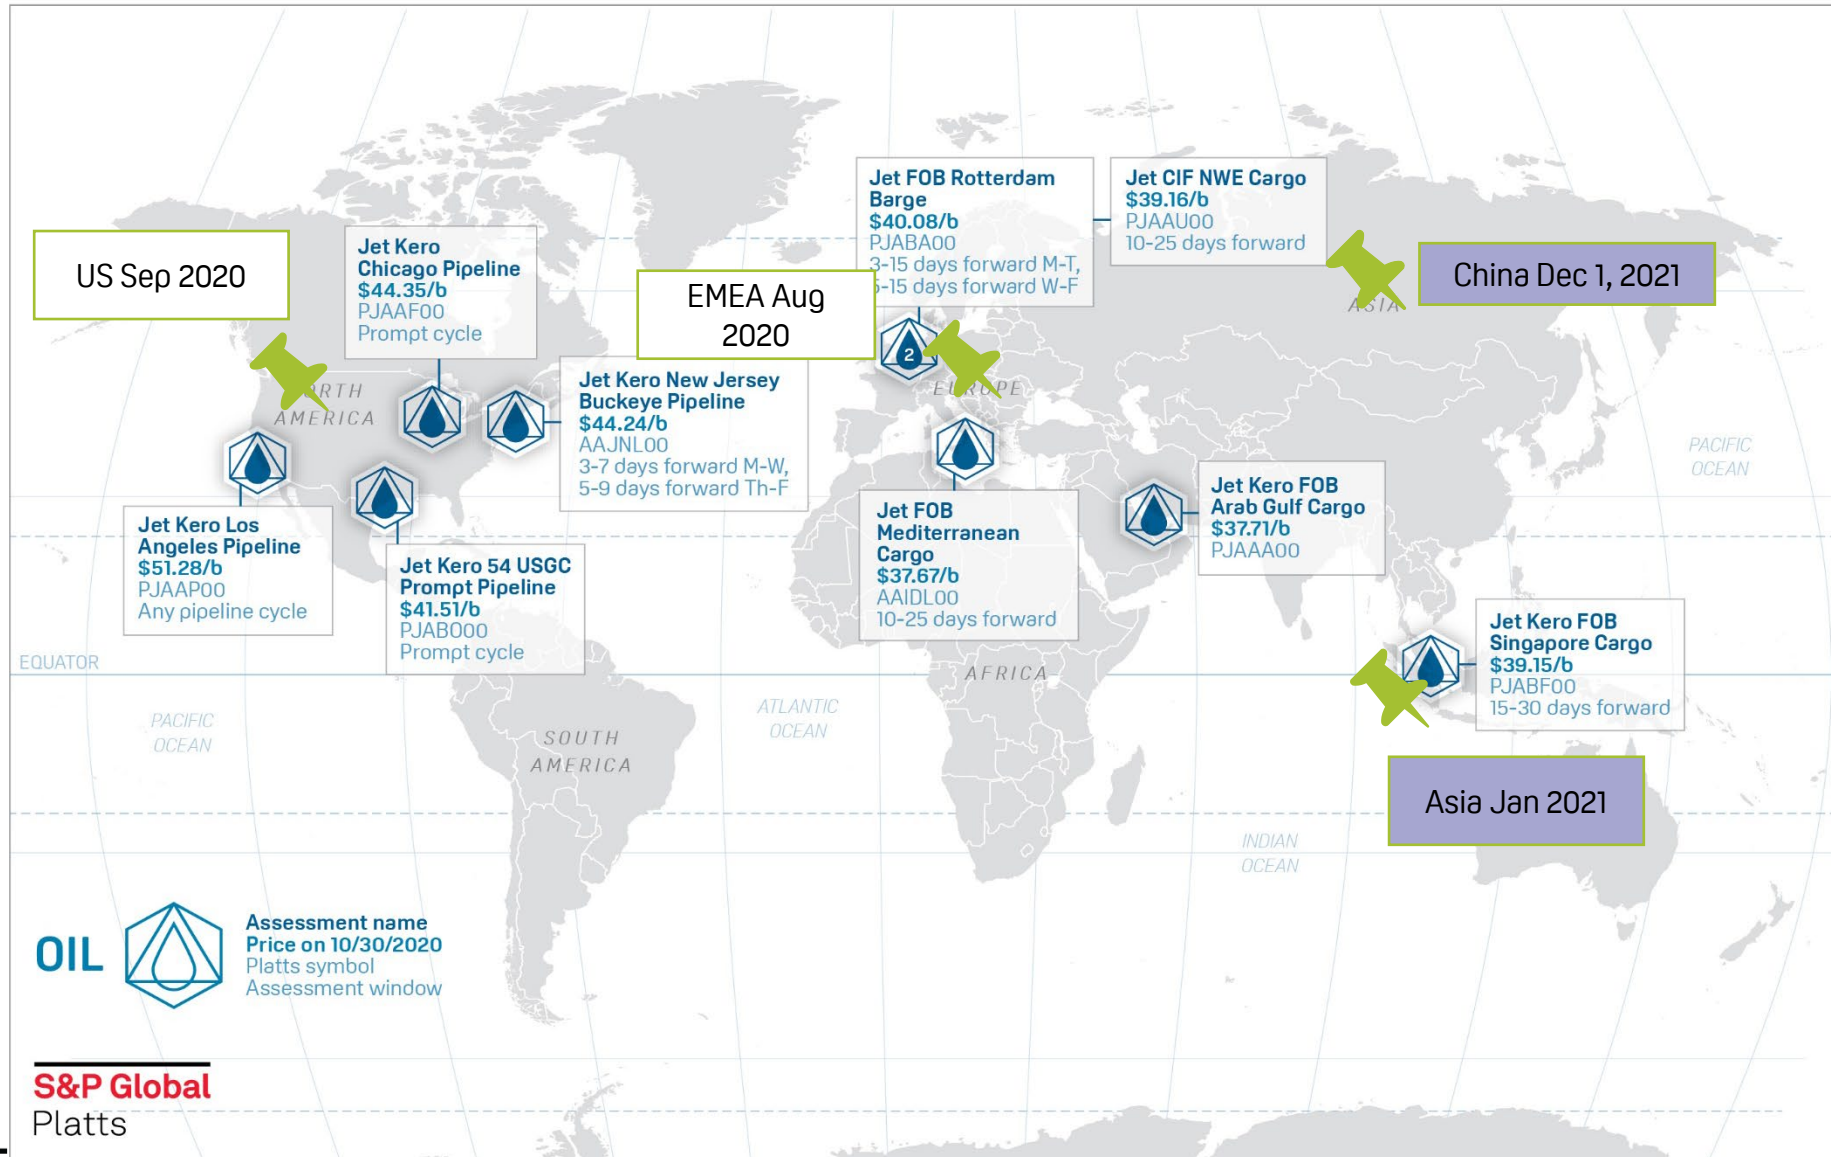 US Sep 2020
Jet Kero
Chicago Pipeline
$44.35/b
PJAAF00
Prompt cycle
EMEA Aug
2020
Jet FOB Rotterdam
Barge
$40.08/b
PJABA00
3-15 days forward M-T,
5-15 days forward W-F
Jet CIF NWE Cargo
$39.16/b
PJAAU00
10-25 days forward
China Dec 1, 2021
ASIA
2
EUROPE
NORTH
AMERICA
Jet Kero New Jersey
Buckeye Pipeline
$44.24/b
AAJNL00
3-7 days forward M-W,
5-9 days forward Th-F
PACIFIC
OCEAN
Jet Kero Los
Angeles Pipeline
$51.28/b
PJAAP00
Any pipeline cycle
Jet Kero 54 USGC
Prompt Pipeline
$41.51/b
PJABO00
Prompt cycle
Jet FOB
Mediterranean
Cargo
$37.67/b
AAIDL00
10-25 days forward
Jet Kero FOB
Arab Gulf Cargo
$37.71/b
PJAAA00
Jet Kero FOB
Singapore Cargo
$39.15/b
PJABF00
15-30 days forward
EQUATOR
AFRICA
PACIFIC
OCEAN
SOUTH
AMERICA
ATLANTIC
OCEAN
Asia Jan 2021
INDIAN
OCEAN
OIL
Assessment name
Price on 10/30/2020
Platts symbol
Assessment window
S&P Global
Platts